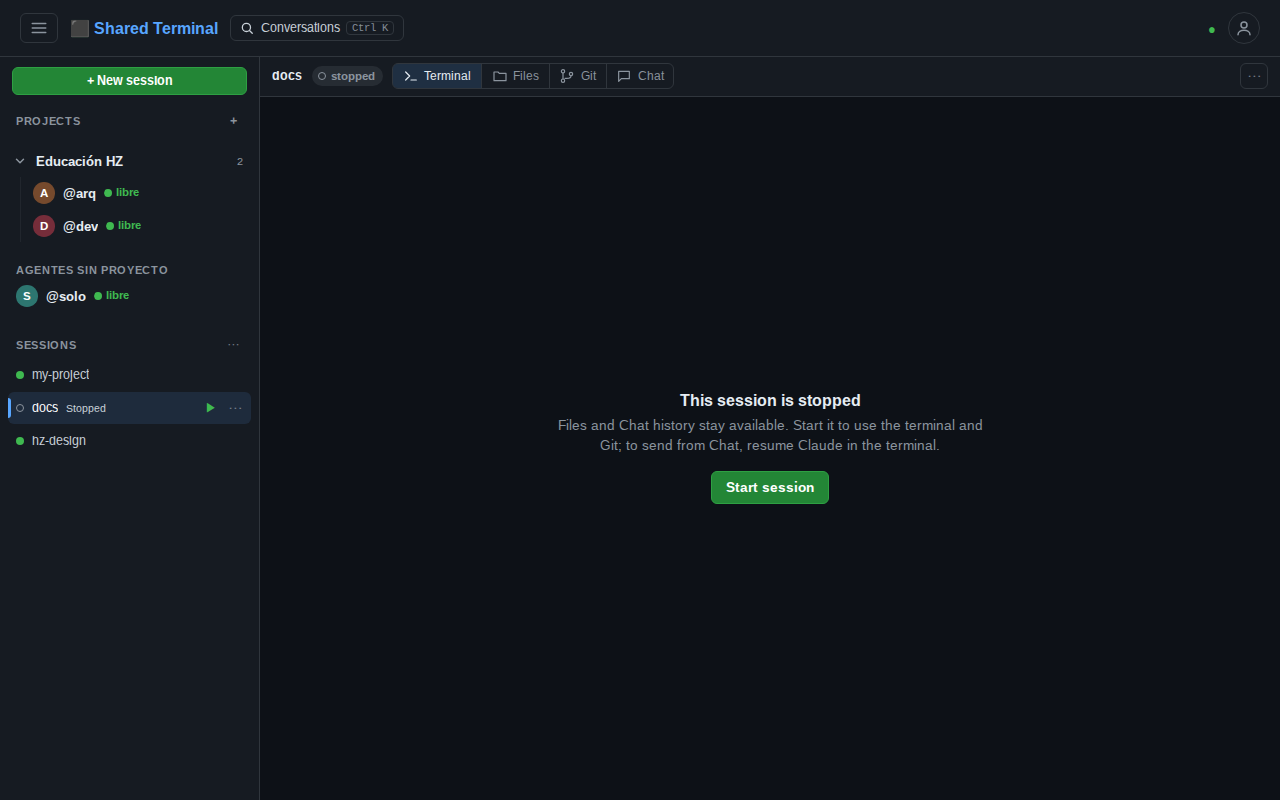 Shared Terminal
Conversations Ctrl K
+ New session
PROJECTS +
Educación HZ 2
A @arq libre
D @dev libre
AGENTES SIN PROYECTO
S @solo libre
SESSIONS ...
my-project
docs Stopped ...
hz-design
docs stopped Terminal Files Git Chat ...
This session is stopped
Files and Chat history stay available. Start it to use the terminal and
Git; to send from Chat, resume Claude in the terminal.
Start session